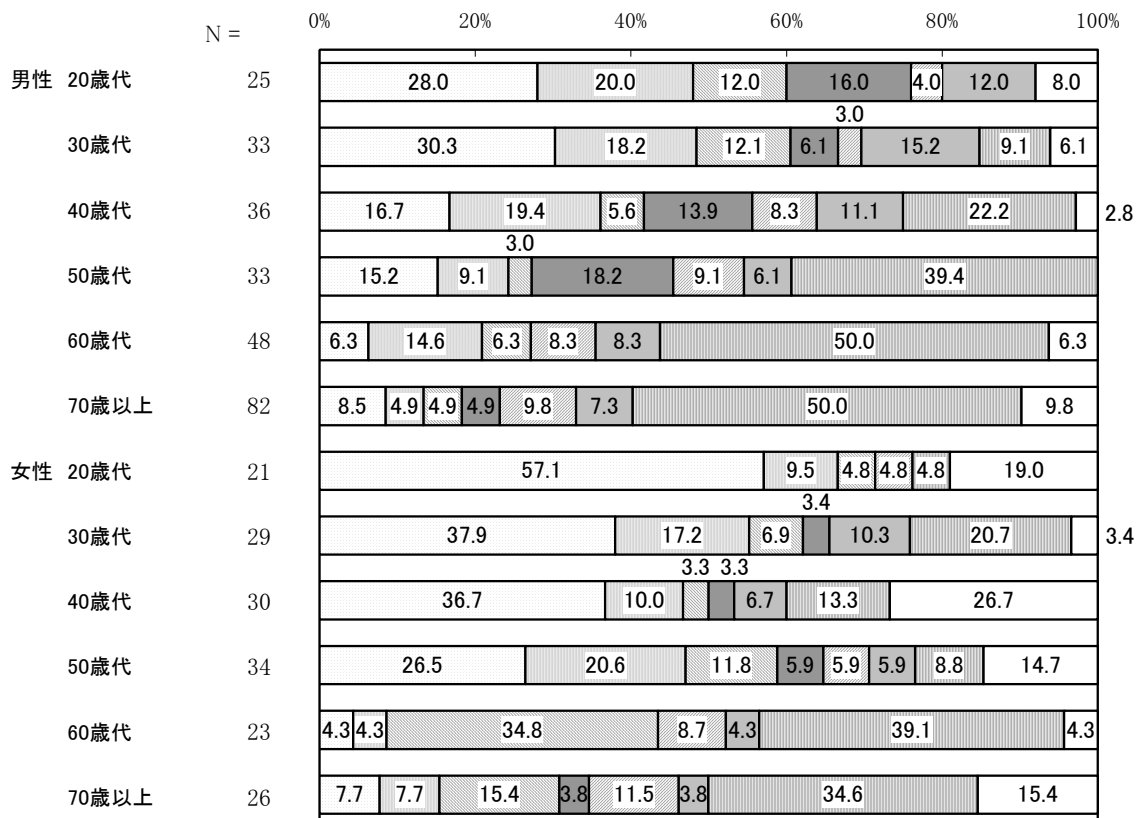 0% 20% 40% 60% 80% 100%
N =
男性 20歳代 25 28.0 20.0 12.0 16.0 4.0 12.0 8.0
3.0
30歳代 33 30.3 18.2 12.1 6.1 15.2 9.1 6.1
40歳代 36 16.7 19.4 5.6 13.9 8.3 11.1 22.2 2.8
3.0
50歳代 33 15.2 9.1 18.2 9.1 6.1 39.4
60歳代 48 6.3 14.6 6.3 8.3 8.3 50.0 6.3
70歳以上 82 8.5 4.9 4.9 4.9 9.8 7.3 50.0 9.8
女性 20歳代 21 57.1 9.5 4.8 4.8 4.8 19.0
3.4
30歳代 29 37.9 17.2 6.9 10.3 20.7 3.4
3.3 3.3
40歳代 30 36.7 10.0 6.7 13.3 26.7
50歳代 34 26.5 20.6 11.8 5.9 5.9 5.9 8.8 14.7
60歳代 23 4.3 4.3 34.8 8.7 4.3 39.1 4.3
70歳以上 26 7.7 7.7 15.4 3.8 11.5 3.8 34.6 15.4